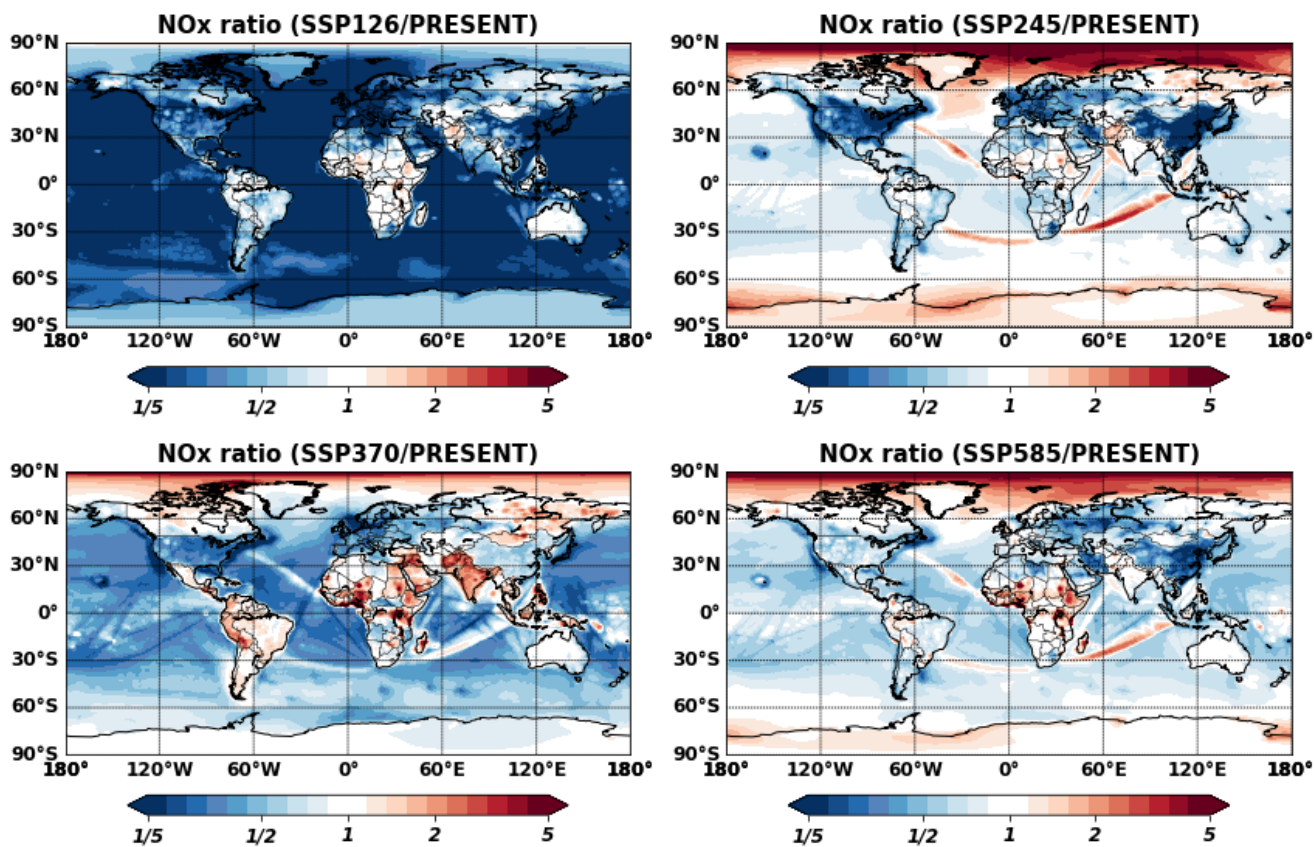 NOx ratio (SSP126/PRESENT)
NOx ratio (SSP245/PRESENT)
90°N
60°N
30°N
0°
30°S
60°S
90°S
180° 120°W 60°W 0° 60°E 120°E 180°
1/5 1/2 1 2 5
90°N
60°N
30°N
0°
30°S
60°S
90°S
180° 120°W 60°W 0° 60°E 120°E 180°
1/5 1/2 1 2 5
NOx ratio (SSP370/PRESENT)
NOx ratio (SSP585/PRESENT)
90°N
60°N
30°N
0°
30°S
60°S
90°S
180° 120°W 60°W 0° 60°E 120°E 180°
1/5 1/2 1 2 5
90°N
60°N
30°N
0°
30°S
60°S
90°S
180° 120°W 60°W 0° 60°E 120°E 180°
1/5 1/2 1 2 5